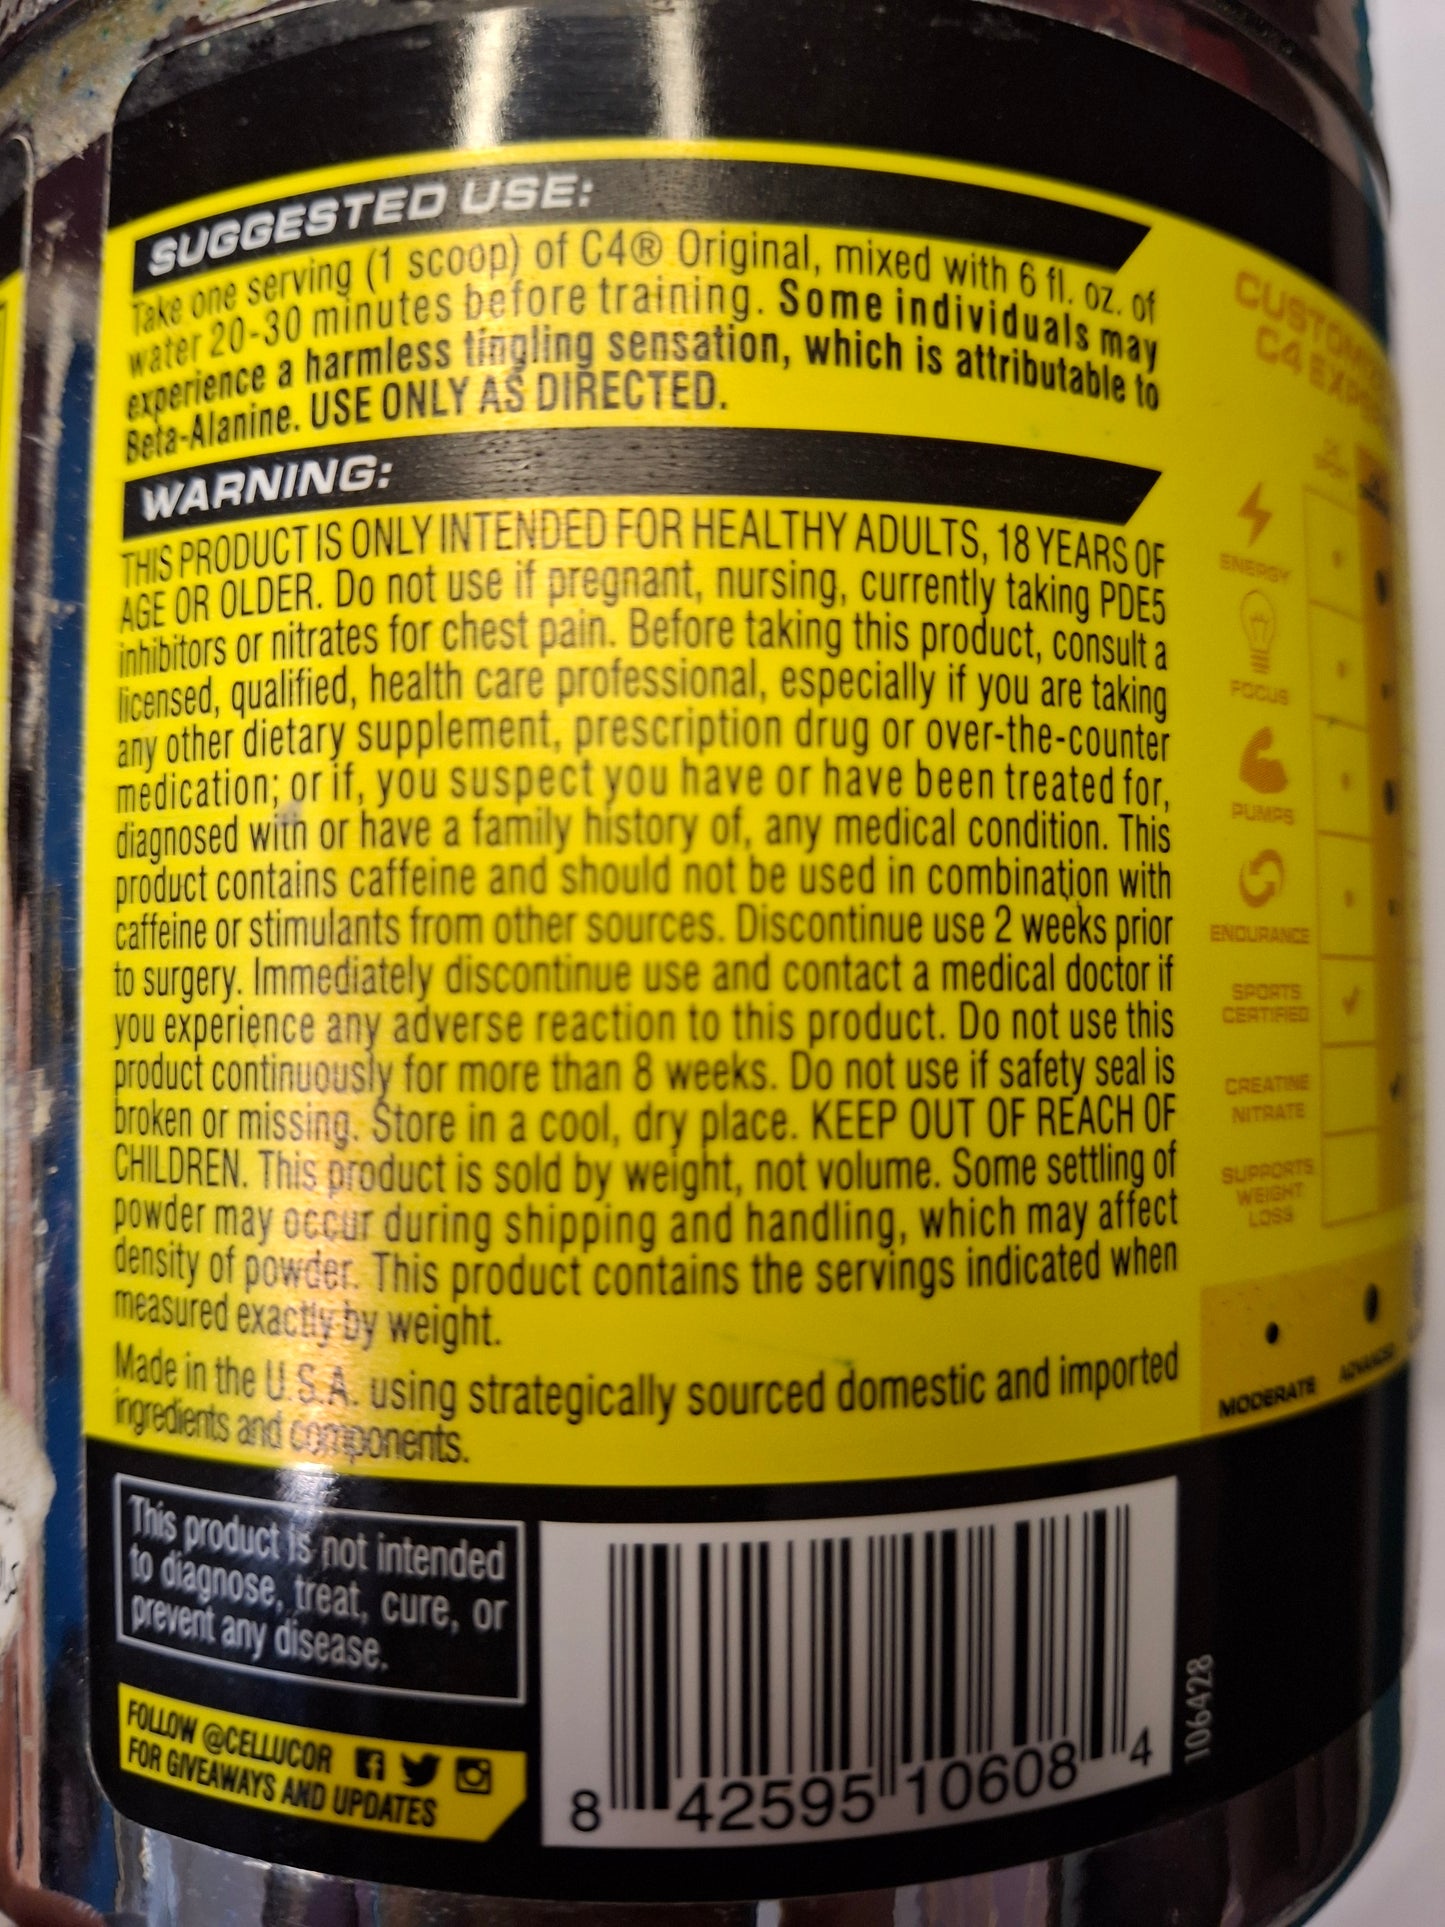 SUGGESTED USE:
Take one serving (1 scoop) of C4® Original, mixed with 6 fl. oz. of
water 20-30 minutes before training. Some individuals may
experience a harmless tingling sensation, which is attributable to
Beta-Alanine. USE ONLY AS DIRECTED.
WARNING:
THIS PRODUCT IS ONLY INTENDED FOR HEALTHY ADULTS, 18 YEARS OF
AGE OR OLDER. Do not use if pregnant, nursing, currently taking PDE5
inhibitors or nitrates for chest pain. Before taking this product, consult a
licensed, qualified, health care professional, especially if you are taking
any other dietary supplement, prescription drug or over-the-counter
medication; or if, you suspect you have or have been treated for,
diagnosed with or have a family history of, any medical condition. This
product contains caffeine and should not be used in combination with
caffeine or stimulants from other sources. Discontinue use 2 weeks prior
to surgery. Immediately discontinue use and contact a medical doctor if
you experience any adverse reaction to this product. Do not use this
product continuously for more than 8 weeks. Do not use if safety seal is
broken or missing. Store in a cool, dry place. KEEP OUT OF REACH OF
CHILDREN. This product is sold by weight, not volume. Some settling of
powder may occur during shipping and handling, which may affect
density of powder. This product contains the servings indicated when
measured exactly by weight.
Made in the U.S.A. using strategically sourced domestic and imported
ingredients and components.
This product is not intended
to diagnose, treat, cure, or
prevent any disease.
FOLLOW @CELLUCOR
FOR GIVEAWAYS AND UPDATES
8 42595 10608 4
106428
C4
ENERGY
FOCUS
PUMPS
ENDURANCE
SPORTS
CERTIFIED
CREATINE
NITRATE
SUPPORTS
WEIGHT
LOSS
MODERATE
ADVANCED